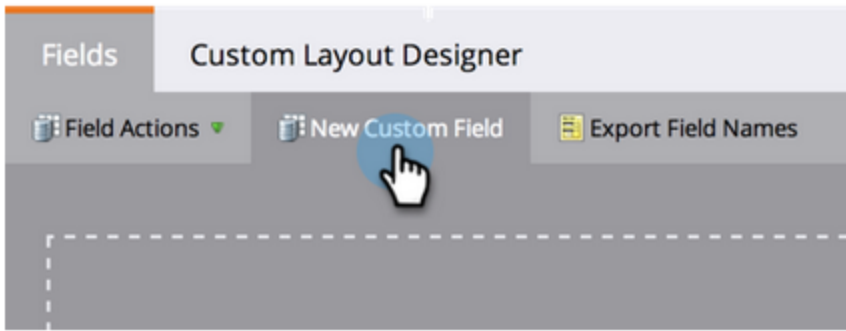 Fields Custom Layout Designer
Field Actions New Custom Field Export Field Names